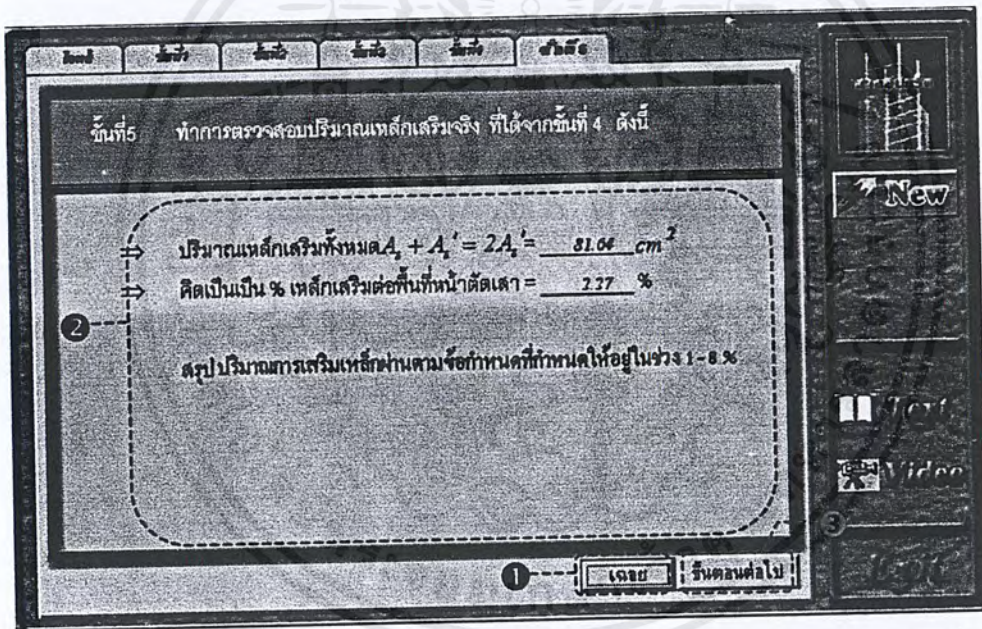 ขั้นที่5 ทำการตรวจสอบปริมาณเหล็กเสริมจริง ที่ได้จากขั้นที่ 4 ดังนี้
New
⇒ ปริมาณเหล็กเสริมทั้งหมดA_s + A_s' = 2A_s' = 81.64 cm²
⇒ คิดเป็นเป็น % เหล็กเสริมต่อพื้นที่หน้าตัดเสา = 2.27 %
2
สรุป ปริมาณการเสริมเหล็กผ่านตามข้อกำหนดที่กำหนดให้อยู่ในช่วง 1-8 %
Text
Video
3
1 เฉลย ขั้นตอนต่อไป
Exit